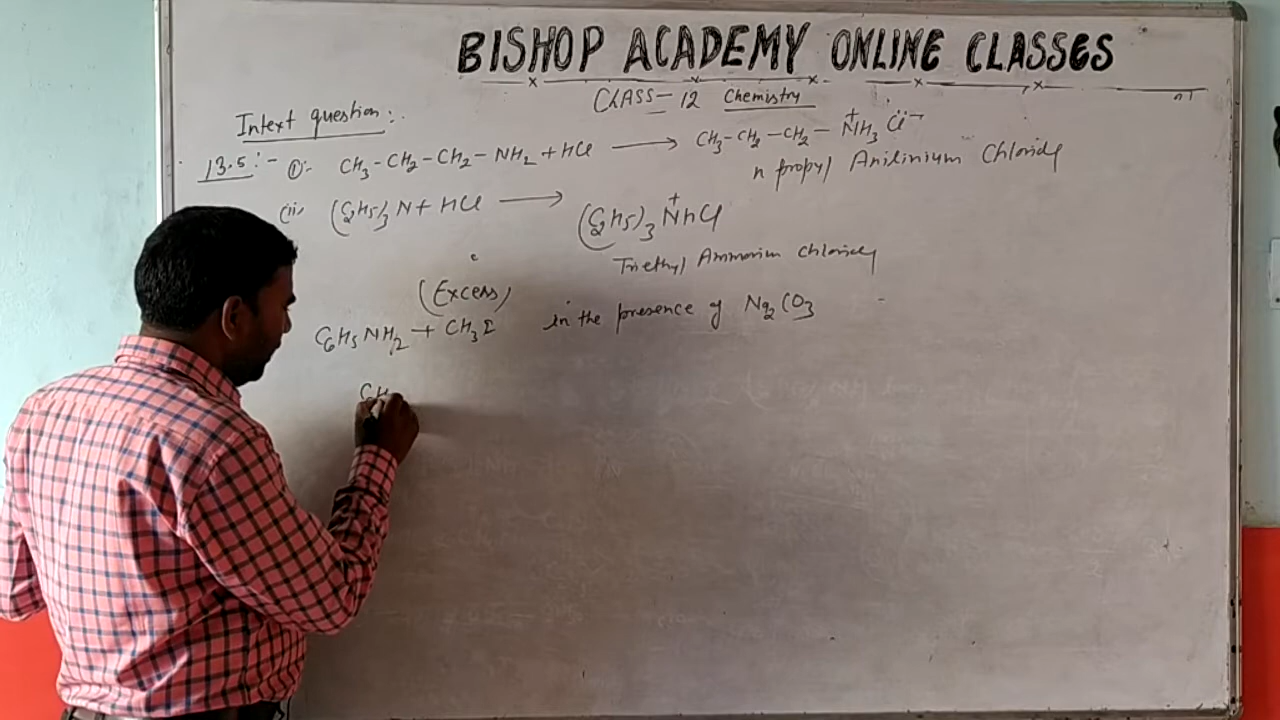 BISHOP ACADEMY ONLINE CLASSES
CLASS - 12 Chemistry
Intext question:.
13.5:- (i):- CH3-CH2-CH2-NH2 + HCl ⟶ CH3-CH2-CH2-N⁺H3 Cl⁻
n propyl Anilinium Chloride
(ii) (C2H5)3 N + HCl ⟶ (C2H5)3 N⁺HCl
Triethyl Ammonium Chloride
(Excess)
C6H5NH2 + CH3I in the presence of Na2CO3
CH